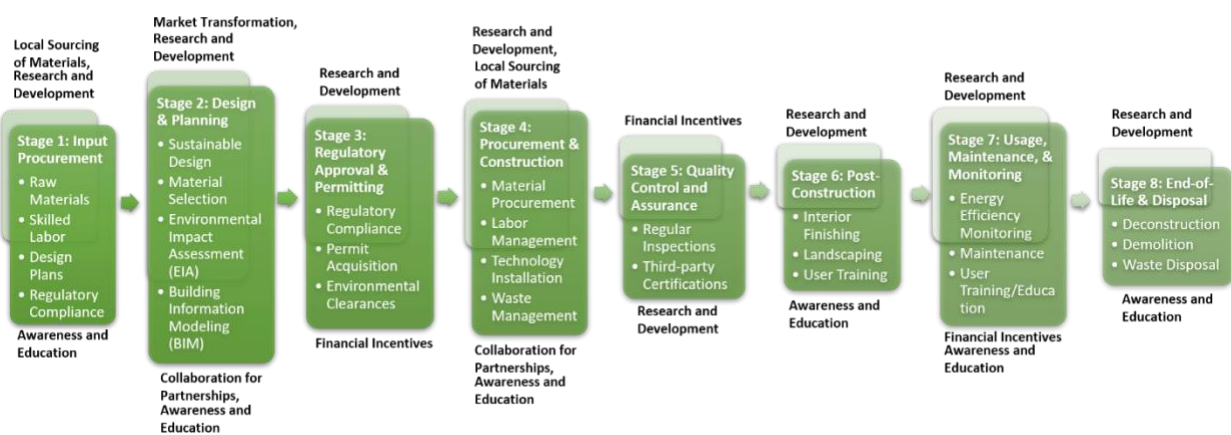 Local Sourcing
of Materials,
Research and
Development
Stage 1: Input
Procurement
• Raw
Materials
• Skilled
Labor
• Design
Plans
• Regulatory
Compliance
Awareness and
Education
Market Transformation,
Research and
Development
Stage 2: Design
& Planning
• Sustainable
Design
• Material
Selection
• Environmental
Impact
Assessment
(EIA)
• Building
Information
Modeling
(BIM)
Collaboration for
Partnerships,
Awareness and
Education
Research and
Development
Stage 3:
Regulatory
Approval &
Permitting
• Regulatory
Compliance
• Permit
Acquisition
• Environmental
Clearances
Financial Incentives
Research and
Development,
Local Sourcing
of Materials
Stage 4:
Procurement &
Construction
• Material
Procurement
• Labor
Management
• Technology
Installation
• Waste
Management
Collaboration for
Partnerships,
Awareness and
Education
Financial Incentives
Stage 5: Quality
Control and
Assurance
• Regular
Inspections
• Third-party
Certifications
Research and
Development
Research and
Development
Stage 6: Post-
Construction
• Interior
Finishing
• Landscaping
• User Training
Awareness and
Education
Research and
Development
Stage 7: Usage,
Maintenance, &
Monitoring
• Energy
Efficiency
Monitoring
• Maintenance
• User
Training/Educa
tion
Financial Incentives
Awareness and
Education
Research and
Development
Stage 8: End-of-
Life & Disposal
• Deconstruction
• Demolition
• Waste Disposal
Awareness and
Education